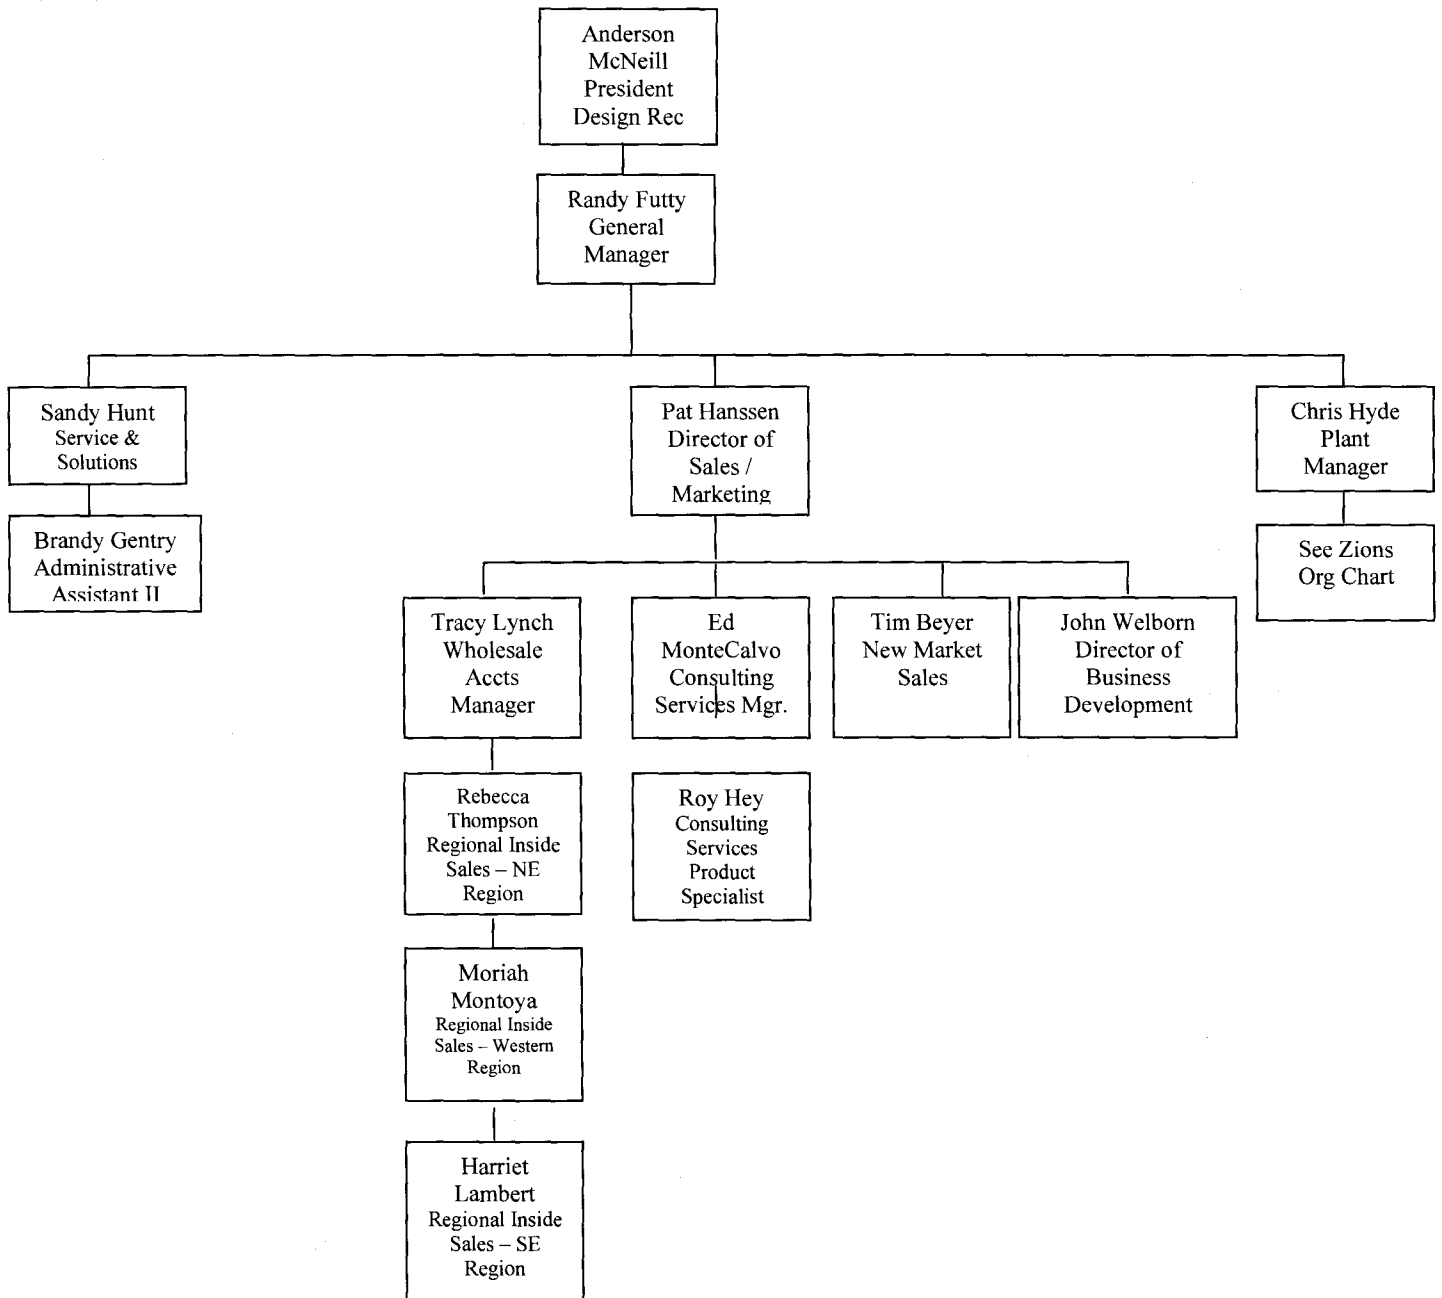 Anderson
McNeill
President
Design Rec
Randy Futty
General
Manager
Sandy Hunt
Service &
Solutions
Brandy Gentry
Administrative
Assistant II
Pat Hanssen
Director of
Sales /
Marketing
Chris Hyde
Plant
Manager
See Zions
Org Chart
Tracy Lynch
Wholesale
Accts
Manager
Ed
MonteCalvo
Consulting
Services Mgr.
Tim Beyer
New Market
Sales
John Welborn
Director of
Business
Development
Rebecca
Thompson
Regional Inside
Sales – NE
Region
Roy Hey
Consulting
Services
Product
Specialist
Moriah
Montoya
Regional Inside
Sales – Western
Region
Harriet
Lambert
Regional Inside
Sales – SE
Region